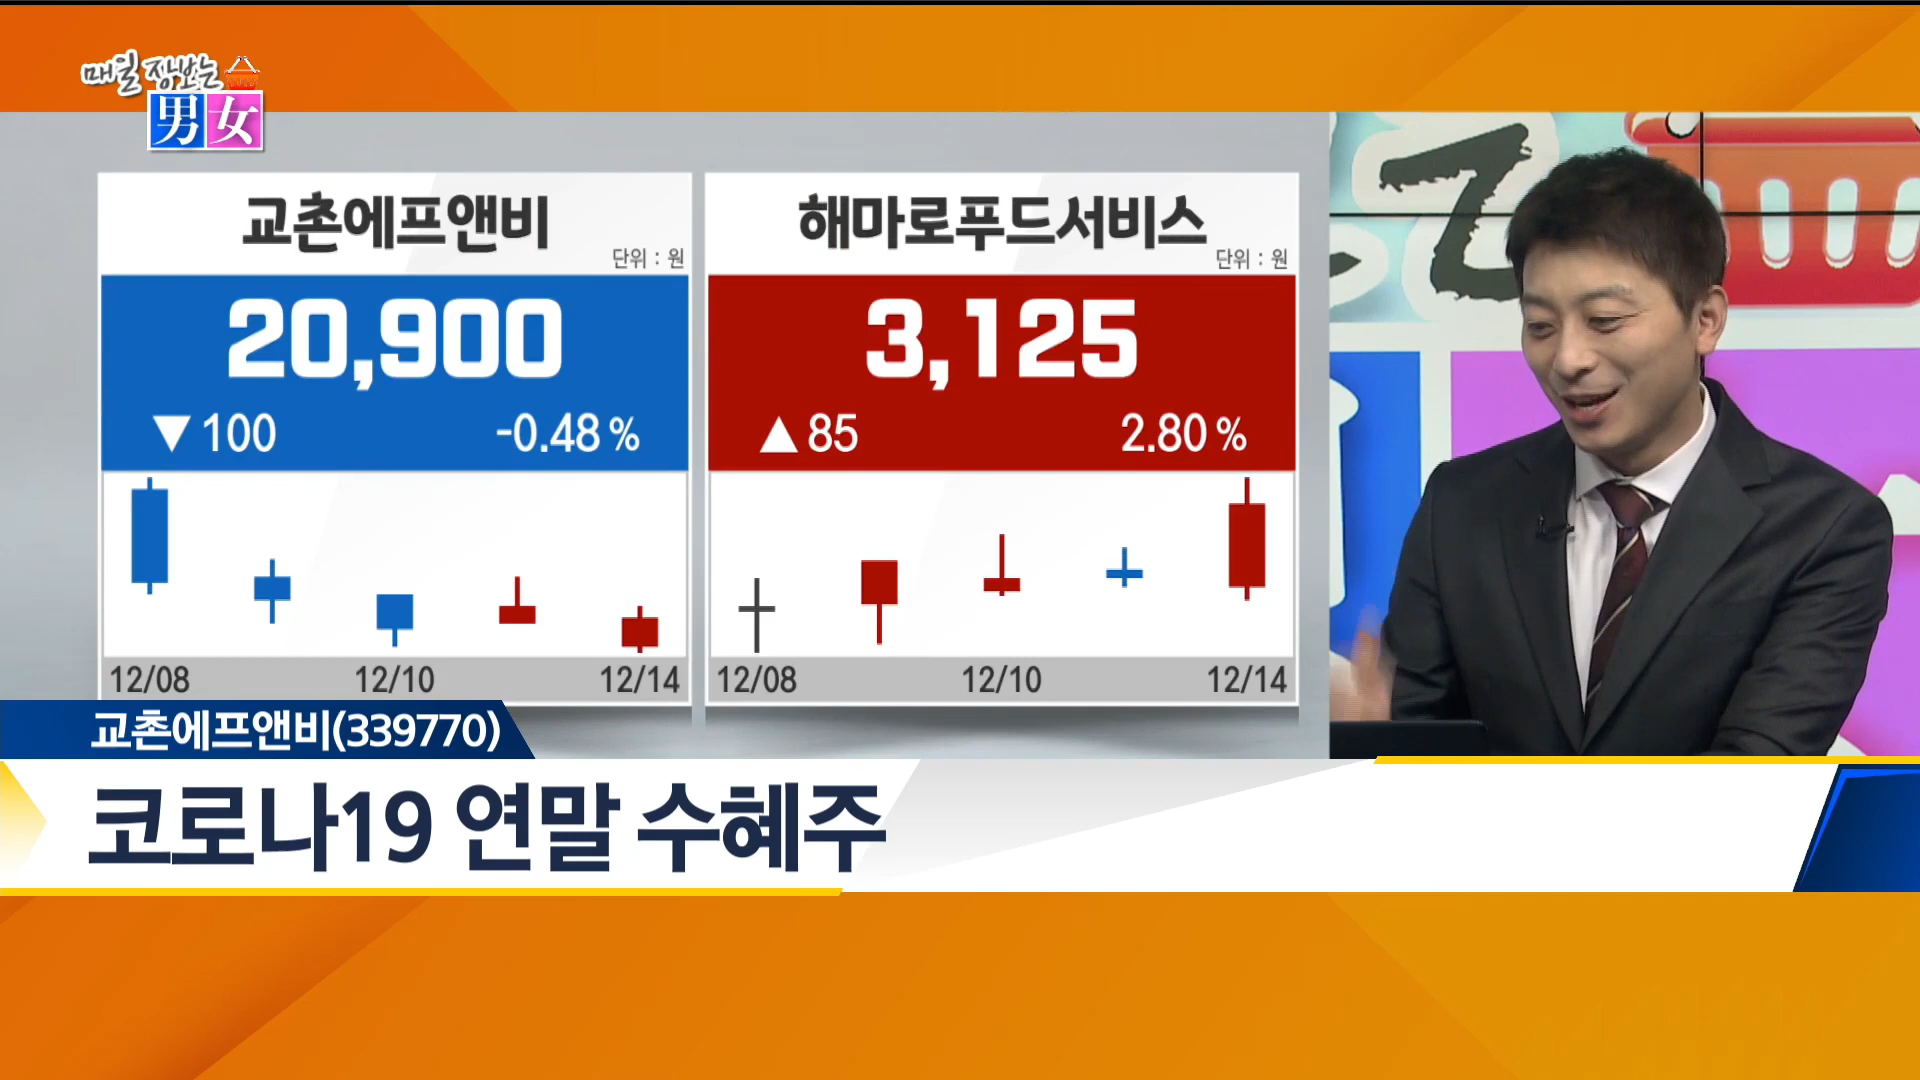 매일 장보는
男女
교촌에프앤비
단위 : 원
20,900
▼100 -0.48%
12/08 12/10 12/14
해마로푸드서비스
단위 : 원
3,125
▲85 2.80%
12/08 12/10 12/14
교촌에프앤비(339770)
코로나19 연말 수혜주